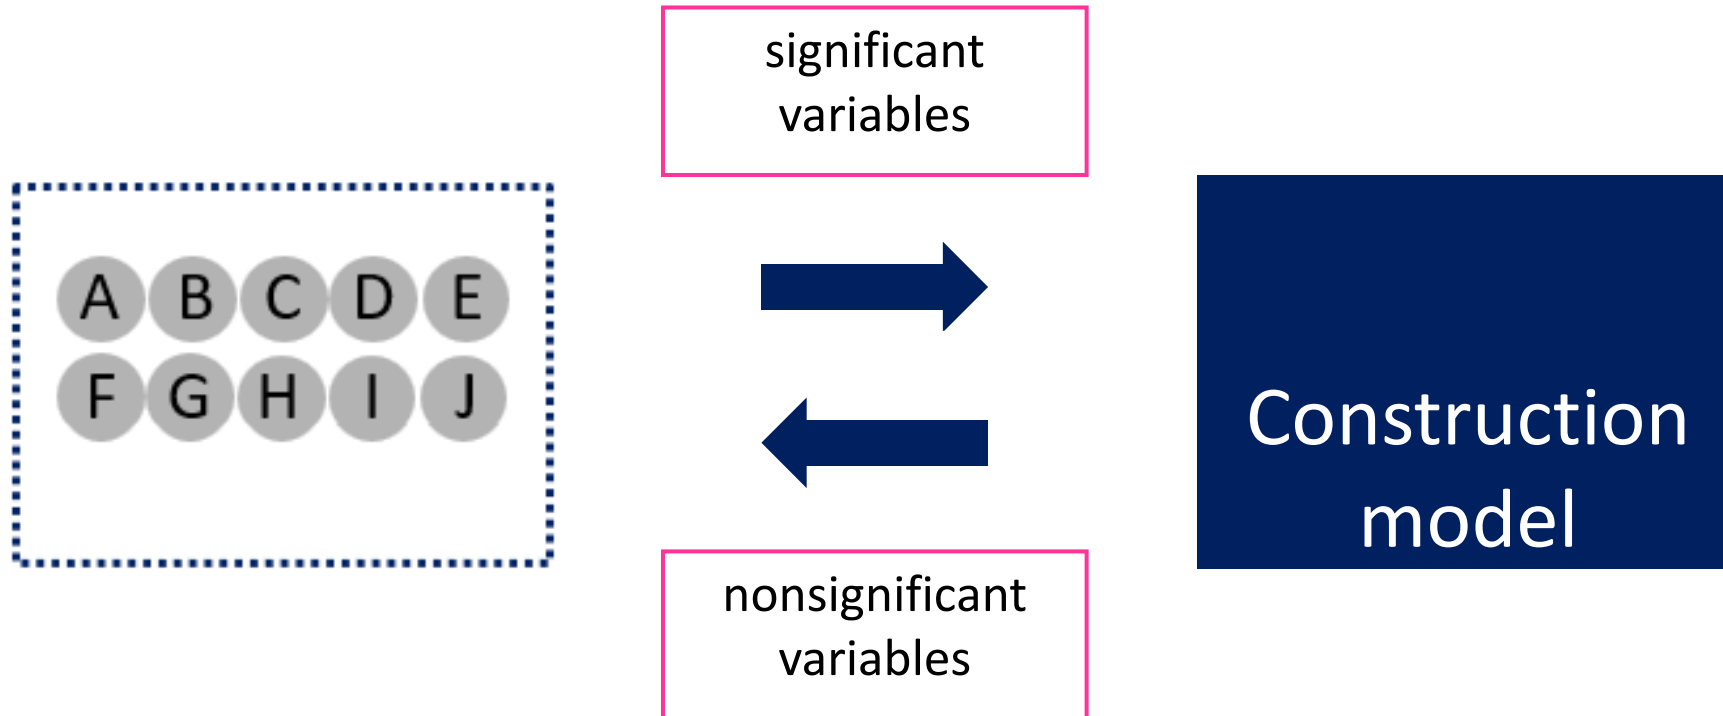 significant
variables
A B C D E
F G H I J
Construction
model
nonsignificant
variables